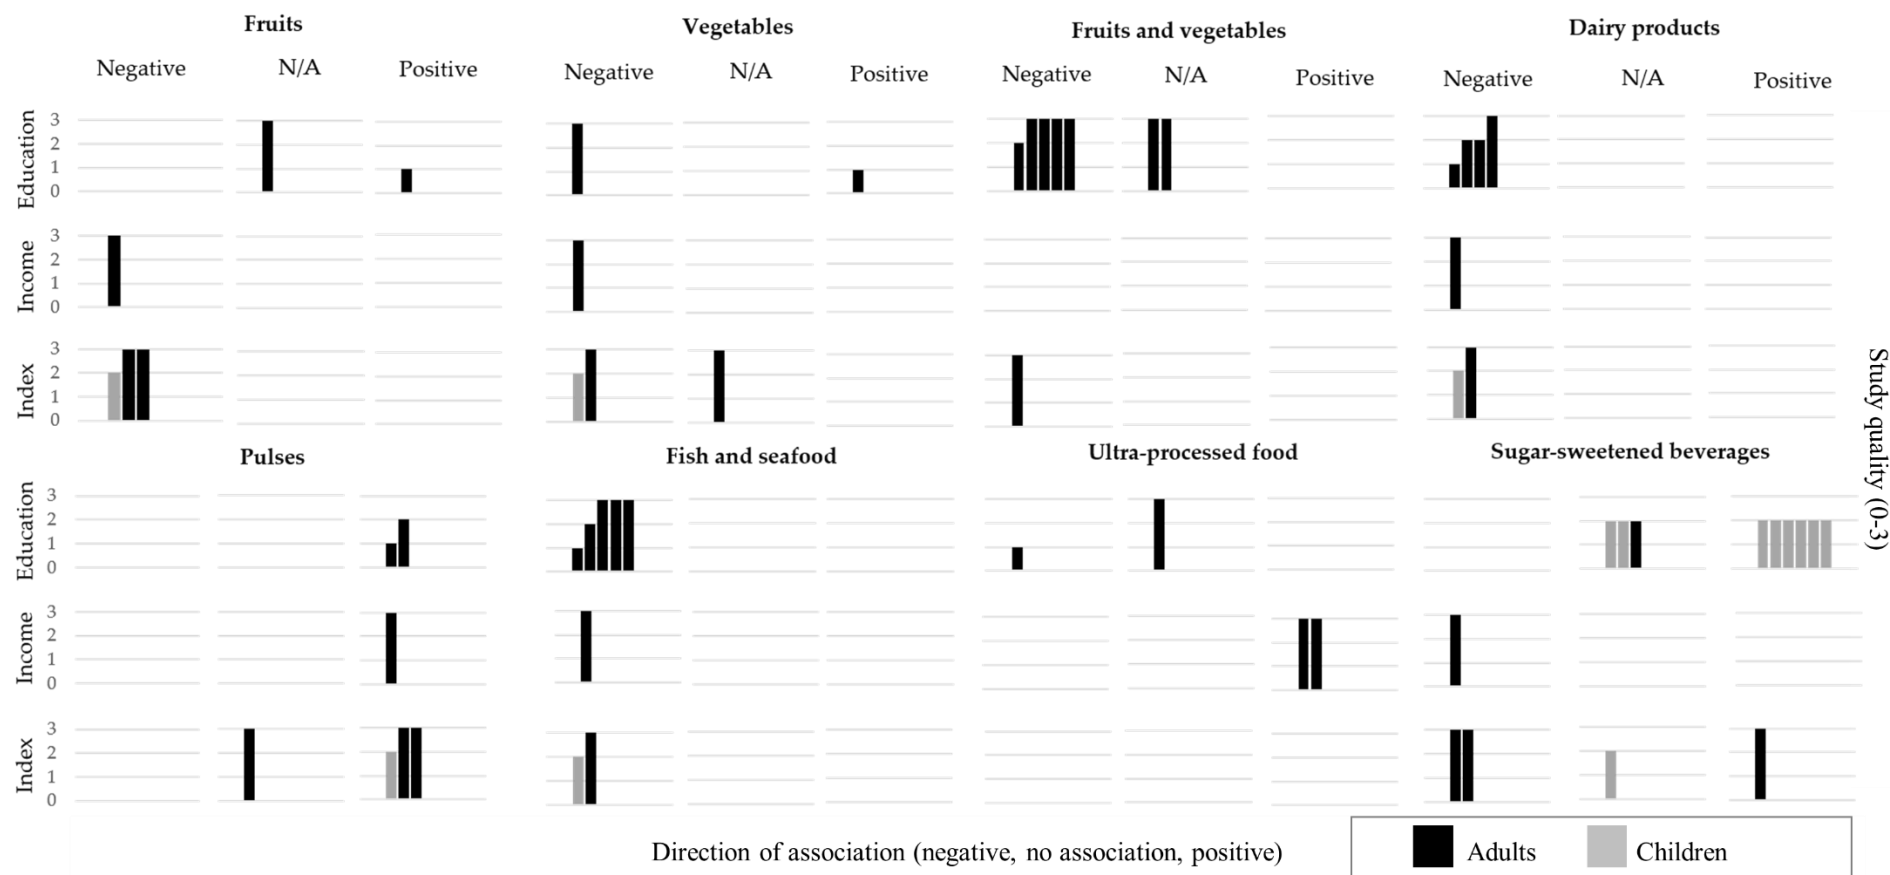 Fruits
Vegetables
Fruits and vegetables
Dairy products
Negative N/A Positive
Negative N/A Positive
Negative N/A Positive
Negative N/A Positive
Education
3
2
1
0
Income
3
2
1
0
Index
3
2
1
0
Pulses
Fish and seafood
Ultra-processed food
Sugar-sweetened beverages
Education
3
2
1
0
Income
3
2
1
0
Index
3
2
1
0
Study quality (0-3)
Direction of association (negative, no association, positive)
Adults
Children